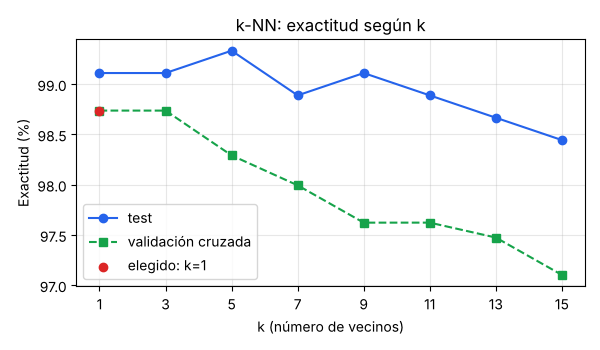 k-NN: exactitud según k
Exactitud (%)
99.0
98.5
98.0
97.5
97.0
test
validación cruzada
elegido: k=1
1 3 5 7 9 11 13 15
k (número de vecinos)